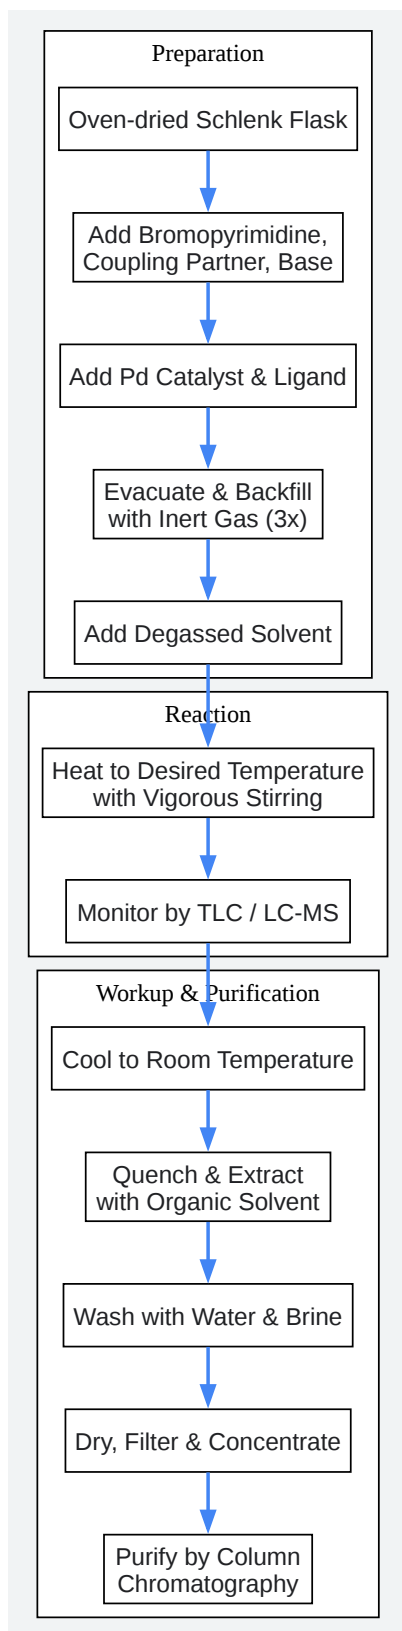 Preparation
Oven-dried Schlenk Flask
Add Bromopyrimidine,
Coupling Partner, Base
Add Pd Catalyst & Ligand
Evacuate & Backfill
with Inert Gas (3x)
Add Degassed Solvent
Reaction
Heat to Desired Temperature
with Vigorous Stirring
Monitor by TLC / LC-MS
Workup & Purification
Cool to Room Temperature
Quench & Extract
with Organic Solvent
Wash with Water & Brine
Dry, Filter & Concentrate
Purify by Column
Chromatography